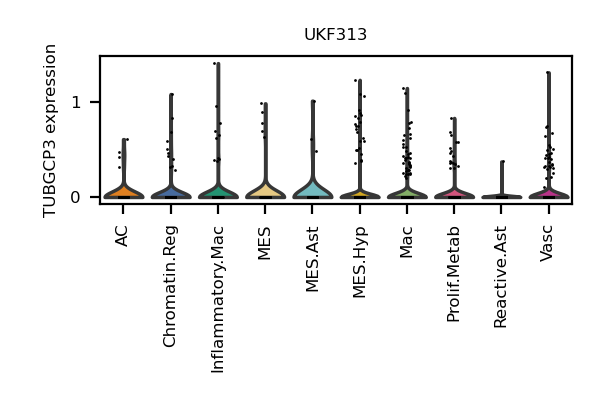 UKF313
TUBGCP3 expression
1
0
AC
Chromatin.Reg
Inflammatory.Mac
MES
MES.Ast
MES.Hyp
Mac
Prolif.Metab
Reactive.Ast
Vasc